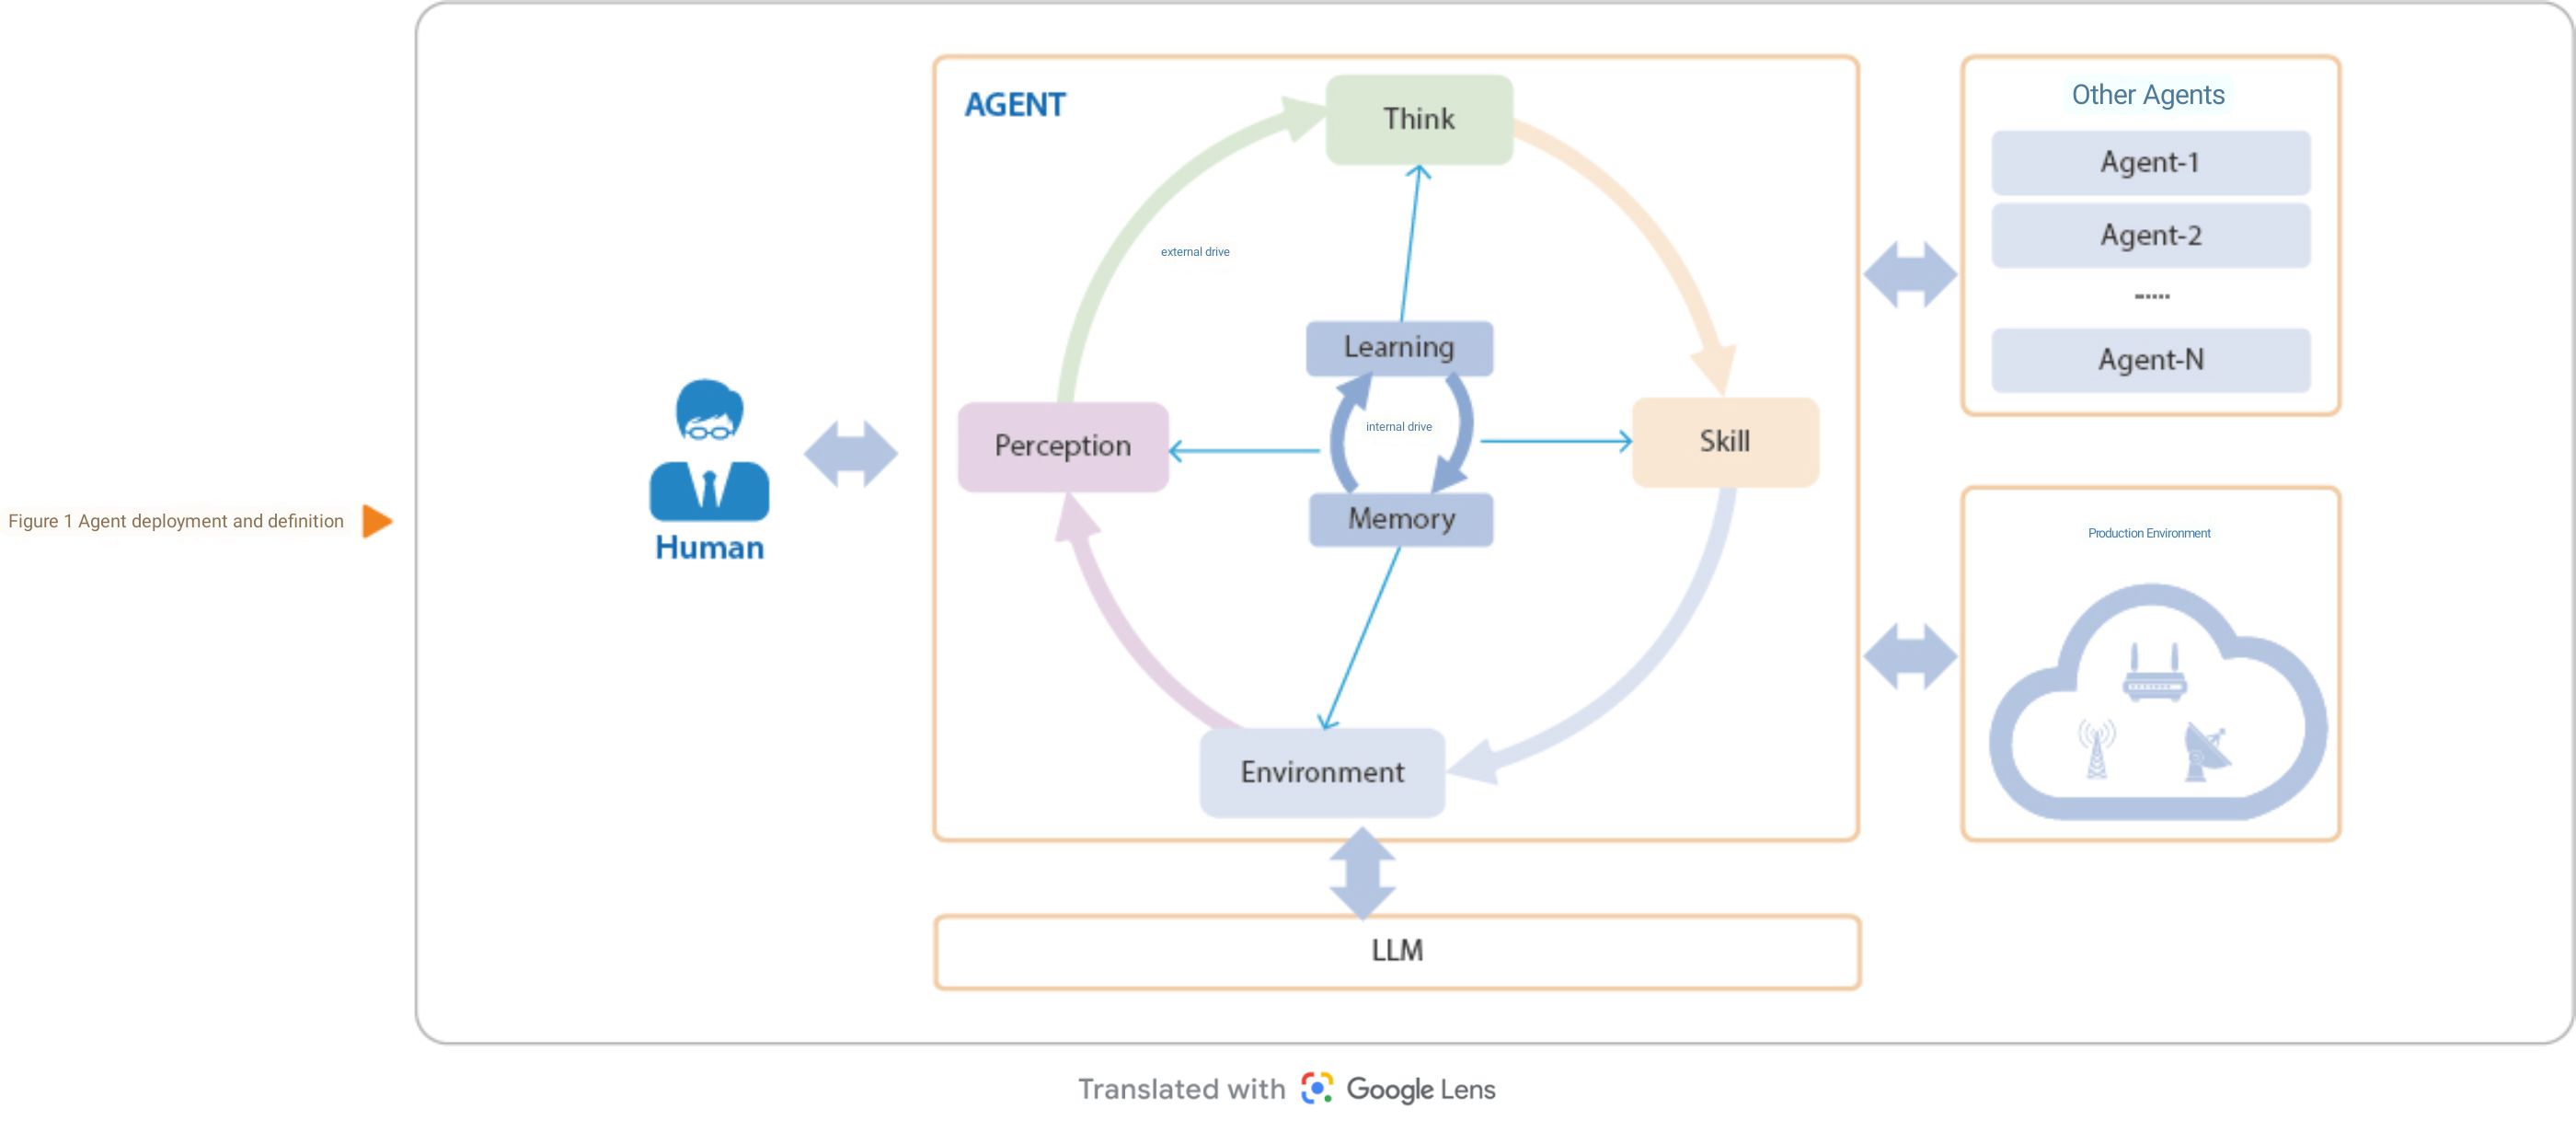 Figure 1 Agent deployment and definition
Human
AGENT
Think
external drive
Learning
internal drive
Perception
Skill
Memory
Environment
LLM
Other Agents
Agent-1
Agent-2
......
Agent-N
Production Environment
Translated with Google Lens